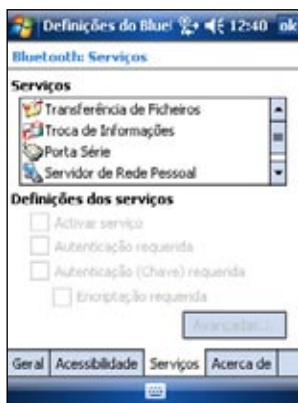 Definições do Bluel 12:40 ok
Bluetooth: Serviços
Serviços
Transferência de Ficheiros
Troca de Informações
Porta Série
Servidor de Rede Pessoal
Definições dos serviços
Activar serviço
Autenticação requerida
Autenticação (Chave) requerida
Encriptação requerida
Avançadas...
Geral Acessibilidade Serviços Acerca de